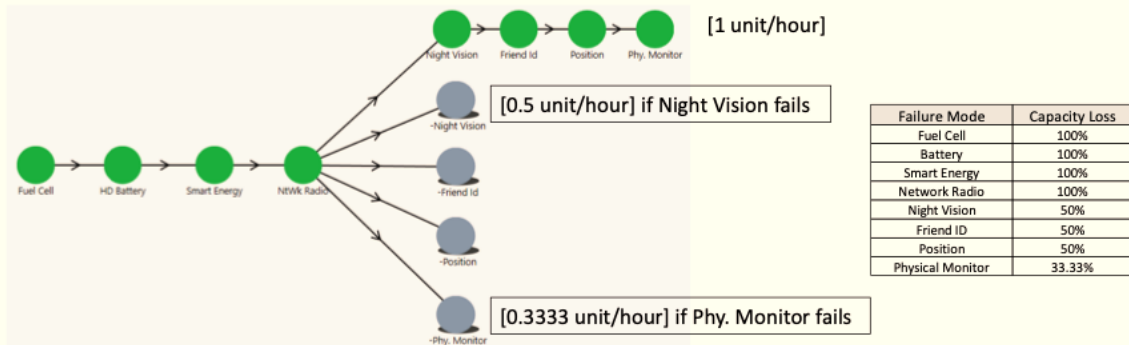 [1 unit/hour]
Night Vision
Friend Id
Position
Phy. Monitor
[0.5 unit/hour] if Night Vision fails
-Night Vision
Fuel Cell
HD Battery
Smart Energy
NtWk Radio
-Friend Id
-Position
[0.3333 unit/hour] if Phy. Monitor fails
-Phy. Monitor
Failure Mode Capacity Loss
Fuel Cell 100%
Battery 100%
Smart Energy 100%
Network Radio 100%
Night Vision 50%
Friend ID 50%
Position 50%
Physical Monitor 33.33%